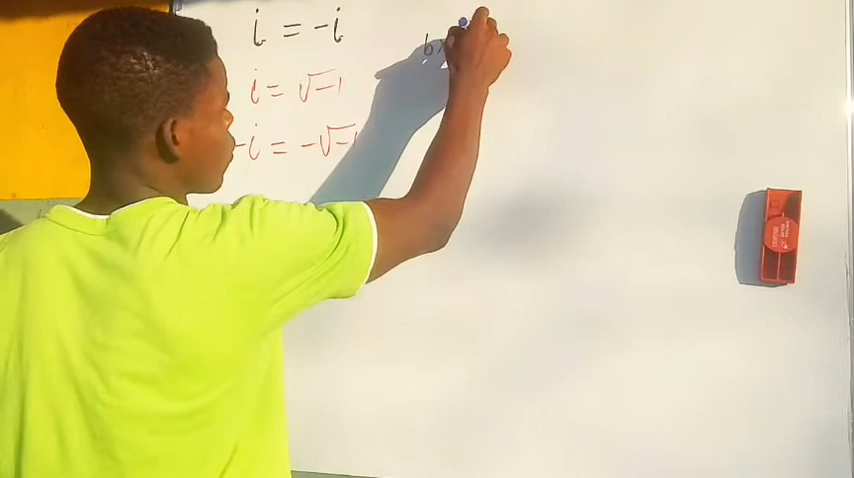 i = -i
i = √-1
-i = -√-1
b